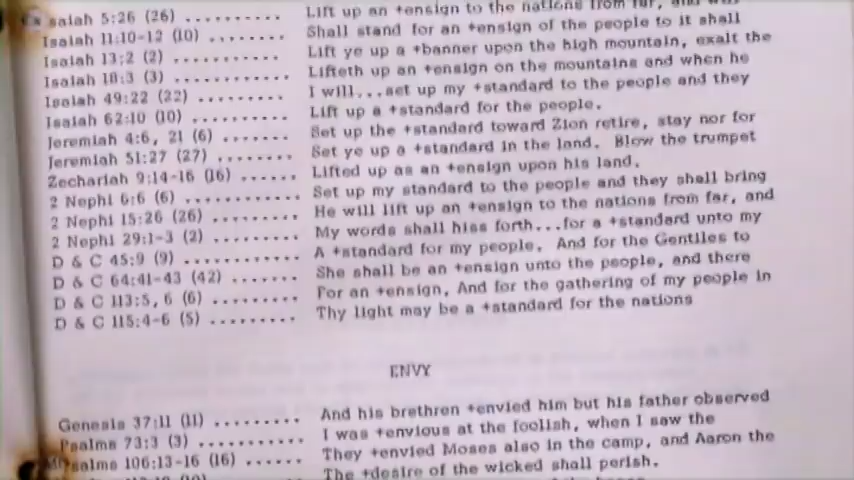 saiah 5:26 (26) .......... Lift up an +ensign to the nations from far, and will
Isaiah 11:10-12 (10) ......... Shall stand for an +ensign of the people to it shall
Isaiah 13:2 (2) ........... Lift ye up a +banner upon the high mountain, exalt the
Isaiah 18:3 (3) ............ Lifteth up an +ensign on the mountains and when he
Isaiah 49:22 (22) ......... I will...set up my +standard to the people and they
Isaiah 62:10 (10) ......... Lift up a +standard for the people.
Jeremiah 4:6, 21 (6) ....... Set up the +standard toward Zion retire, stay nor for
Jeremiah 51:27 (27) ........ Set ye up a +standard in the land. Blow the trumpet
Zechariah 9:14-16 (16) ..... Lifted up as an +ensign upon his land.
2 Nephi 6:6 (6) ............ Set up my standard to the people and they shall bring
2 Nephi 15:26 (26) ......... He will lift up an +ensign to the nations from far, and
2 Nephi 29:1-3 (2) ......... My words shall hiss forth...for a +standard unto my
D & C 45:9 (9) ............ A +standard for my people, And for the Gentiles to
D & C 64:41-43 (42) ....... She shall be an +ensign unto the people, and there
D & C 113:5, 6 (6) ......... For an +ensign, And for the gathering of my people in
D & C 115:4-6 (5) ......... Thy light may be a +standard for the nations
ENVY
Genesis 37:11 (11) ......... And his brethren +envied him but his father observed
Psalms 73:3 (3) ........... I was +envious at the foolish, when I saw the
Psalms 106:13-16 (16) ...... They +envied Moses also in the camp, and Aaron the
The +desire of the wicked shall perish.